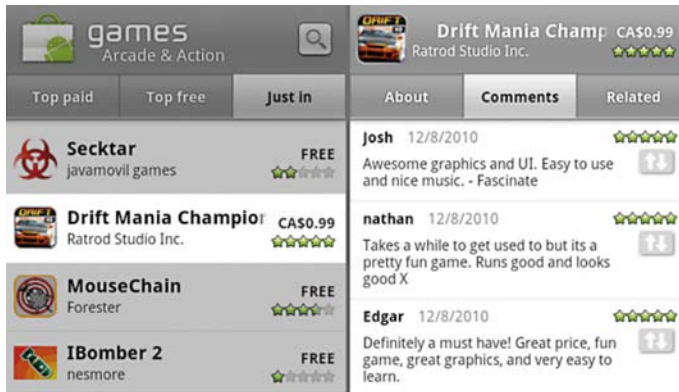 games
Arcade & Action
Top paid Top free Just in
Secktar FREE
javamovil games
Drift Mania Champior CA$0.99
Ratrod Studio Inc.
MouseChain FREE
Forester
IBomber 2 FREE
nesmore
DRIFT
Drift Mania Champ CA$0.99
Ratrod Studio Inc.
About Comments Related
Josh 12/8/2010
Awesome graphics and UI. Easy to use
and nice music. - Fascinate
nathan 12/8/2010
Takes a while to get used to but its a
pretty fun game. Runs good and looks
good X
Edgar 12/8/2010
Definitely a must have! Great price, fun
game, great graphics, and very easy to
learn.